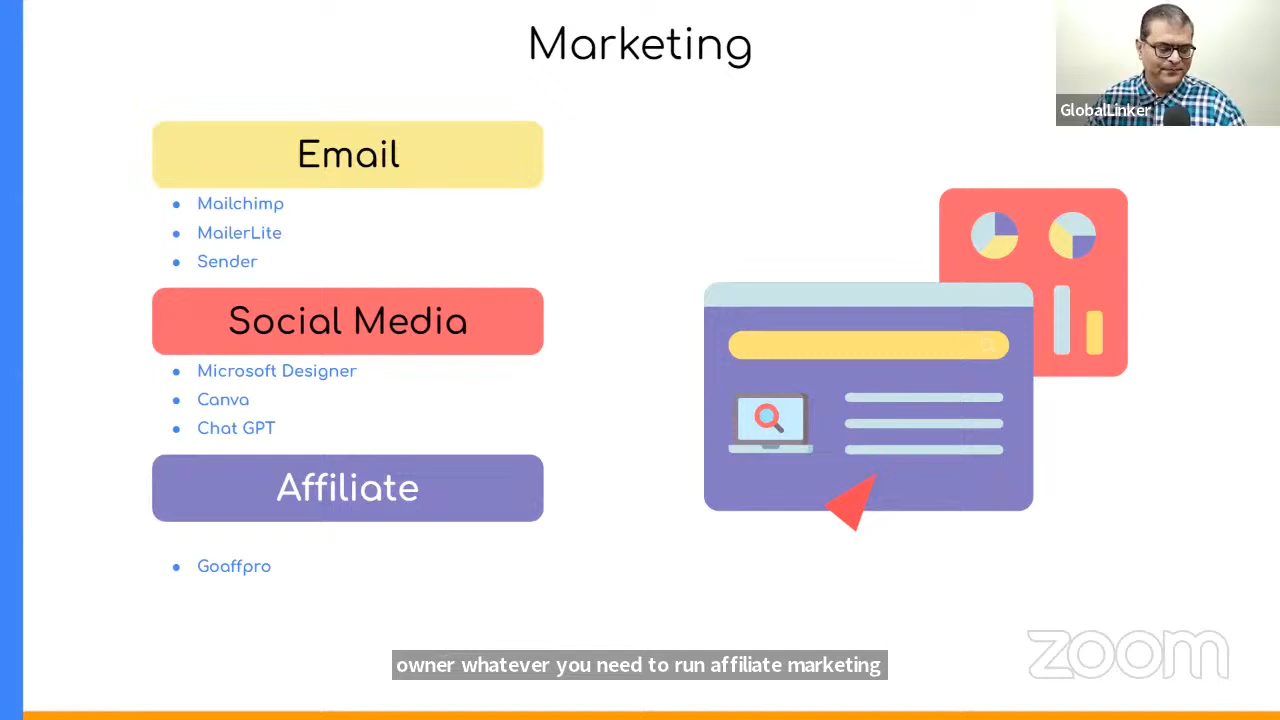 Marketing
GlobalLinker
Email
Mailchimp
MailerLite
Sender
Social Media
Microsoft Designer
Canva
Chat GPT
Affiliate
Goaffpro
owner whatever you need to run affiliate marketing
zoom